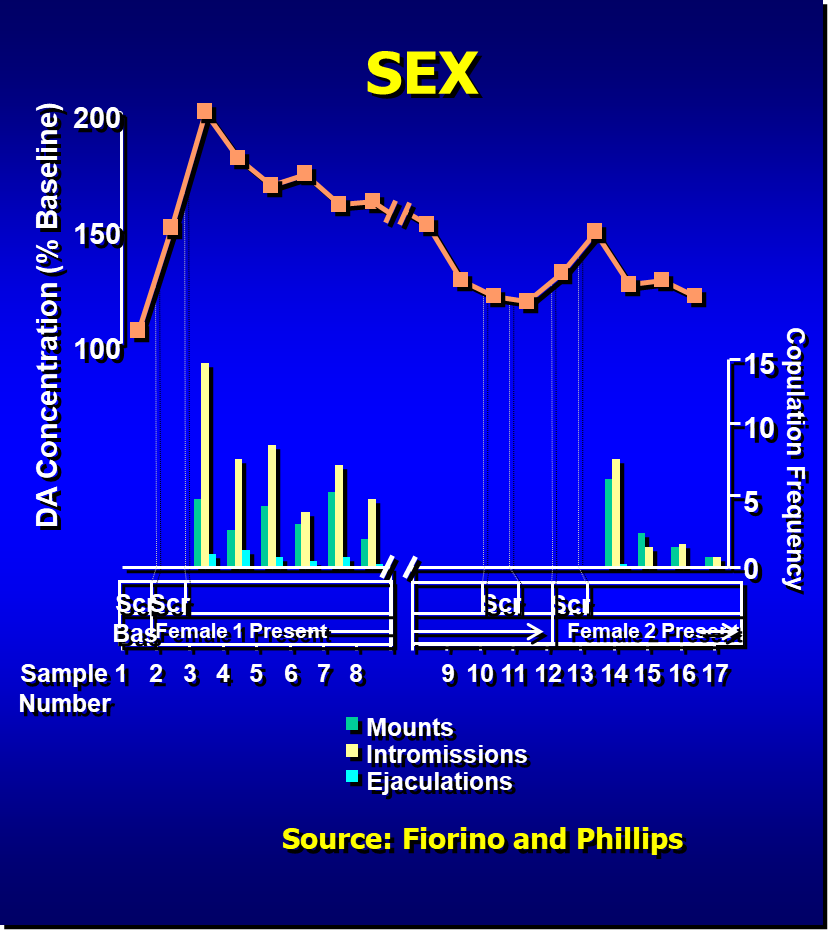 SEX
200
150
100
DA Concentration (% Baseline)
15
10
5
0
Copulation Frequency
Scr Scr Scr Scr
Bas Female 1 Present Female 2 Present
Sample 1 2 3 4 5 6 7 8 9 10 11 12 13 14 15 16 17
Number
Mounts
Intromissions
Ejaculations
Source: Fiorino and Phillips